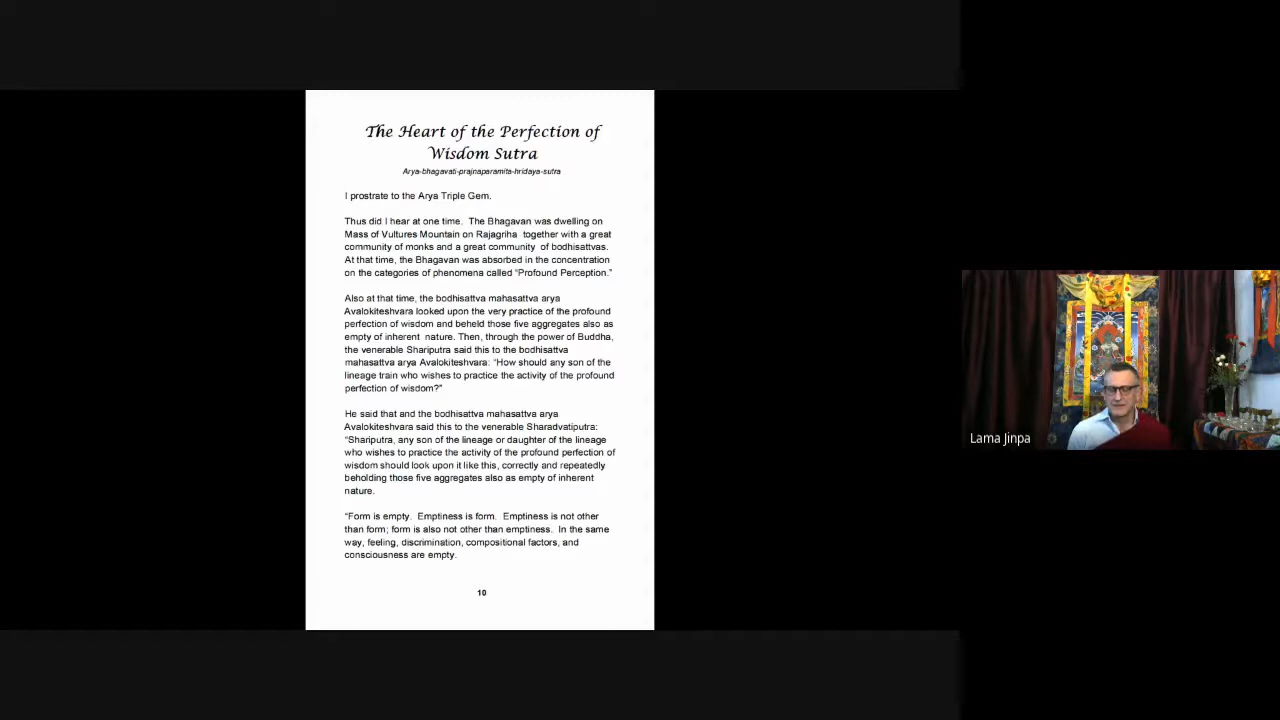 The Heart of the Perfection of
Wisdom Sutra
Arya-bhagavati-prajnaparamita-hridaya-sutra
I prostrate to the Arya Triple Gem.
Thus did I hear at one time. The Bhagavan was dwelling on
Mass of Vultures Mountain on Rajagriha together with a great
community of monks and a great community of bodhisattvas.
At that time, the Bhagavan was absorbed in the concentration
on the categories of phenomena called “Profound Perception.”
Also at that time, the bodhisattva mahasattva arya
Avalokiteshvara looked upon the very practice of the profound
perfection of wisdom and beheld those five aggregates also as
empty of inherent nature. Then, through the power of Buddha,
the venerable Shariputra said this to the bodhisattva
mahasattva arya Avalokiteshvara: “How should any son of the
lineage train who wishes to practice the activity of the profound
perfection of wisdom?”
He said that and the bodhisattva mahasattva arya
Avalokiteshvara said this to the venerable Sharadvatiputra:
“Shariputra, any son of the lineage or daughter of the lineage
who wishes to practice the activity of the profound perfection of
wisdom should look upon it like this, correctly and repeatedly
beholding those five aggregates also as empty of inherent
nature.
“Form is empty. Emptiness is form. Emptiness is not other
than form; form is also not other than emptiness. In the same
way, feeling, discrimination, compositional factors, and
consciousness are empty.
10
Lama Jinpa